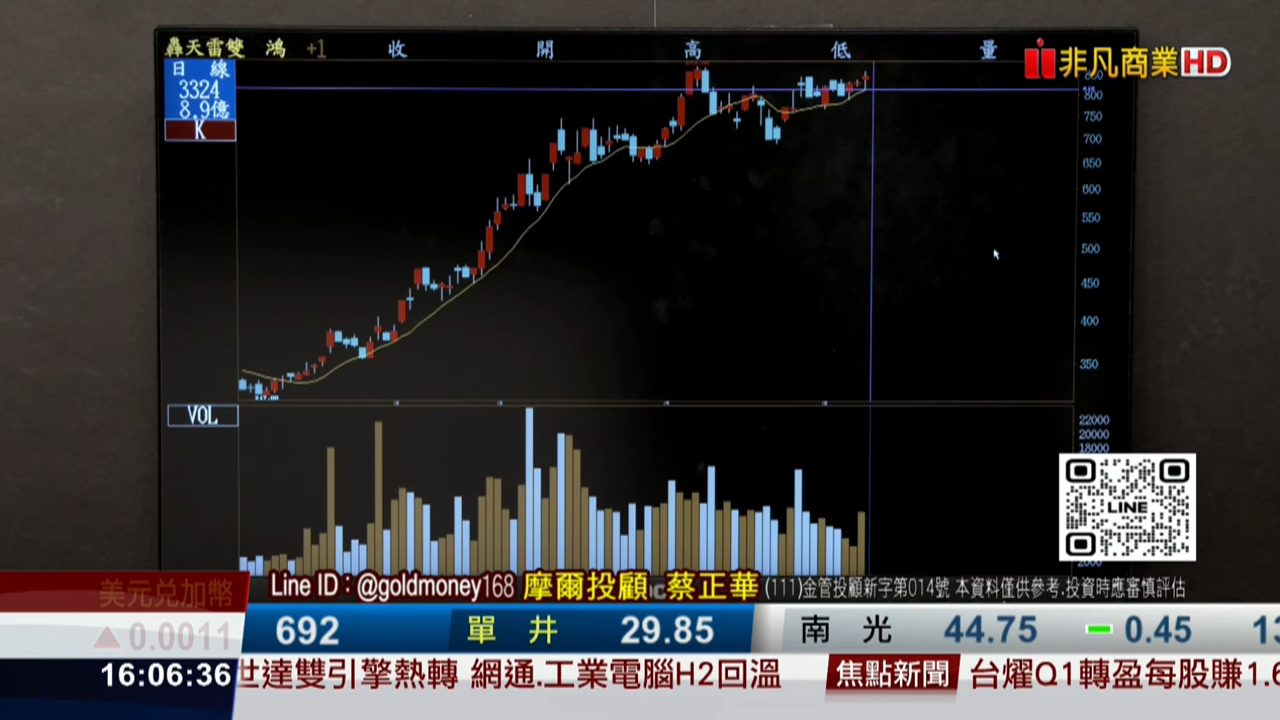 轟天雷雙 鴻 +1 收 開 高 低 量
非凡商業HD
日 線
3324
8.9億
K
800
750
700
650
600
550
500
450
400
350
317.00
VOL
22000
20000
18000
LINE
Line ID：@goldmoney168 摩爾投顧 蔡正華 (111)金管投顧新字第014號 本資料僅供參考.投資時應審慎評估
美元兌加幣
▲0.0011
692 單 井 29.85 南 光 44.75 0.45
16:06:36 世達雙引擎熱轉 網通.工業電腦H2回溫 焦點新聞 台燿Q1轉盈每股賺1.6